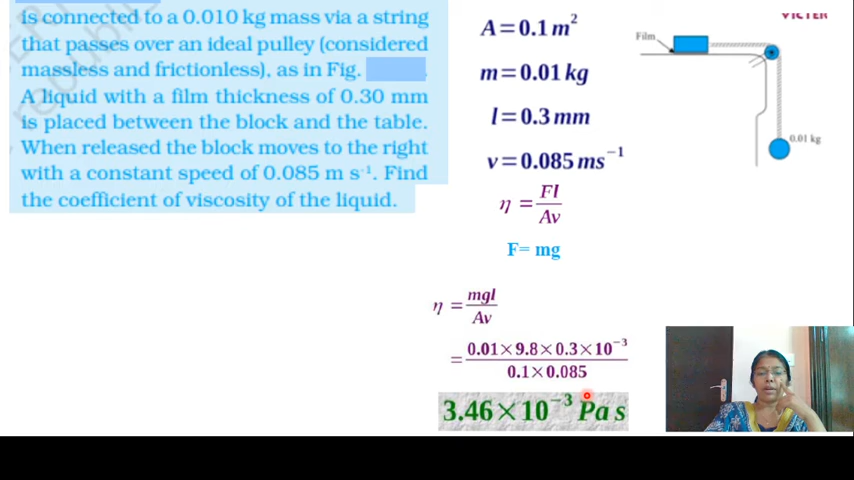 is connected to a 0.010 kg mass via a string
that passes over an ideal pulley (considered
massless and frictionless), as in Fig.
A liquid with a film thickness of 0.30 mm
is placed between the block and the table.
When released the block moves to the right
with a constant speed of 0.085 m s⁻¹. Find
the coefficient of viscosity of the liquid.
A=0.1 m²
m=0.01 kg
l=0.3 mm
v=0.085 ms⁻¹
η = Fl/Av
F= mg
η = mgl/Av
= 0.01×9.8×0.3×10⁻³/0.1×0.085
3.46×10⁻³ Pa s
Film
0.01 kg